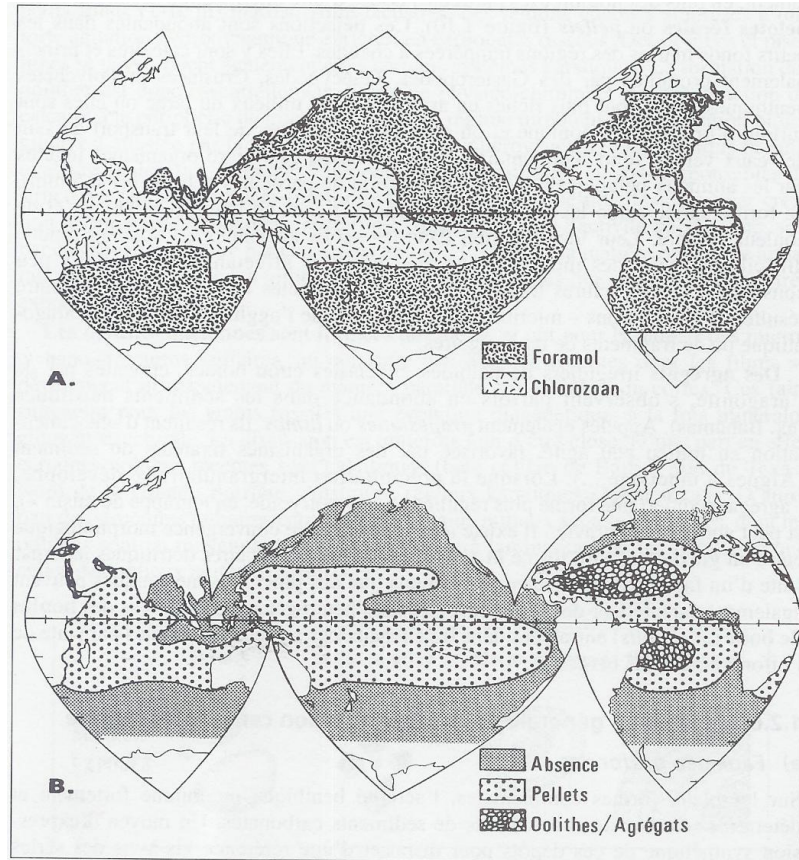 Foramol
Chlorozoan
A.
Absence
Pellets
Oolithes/Agrégats
B.